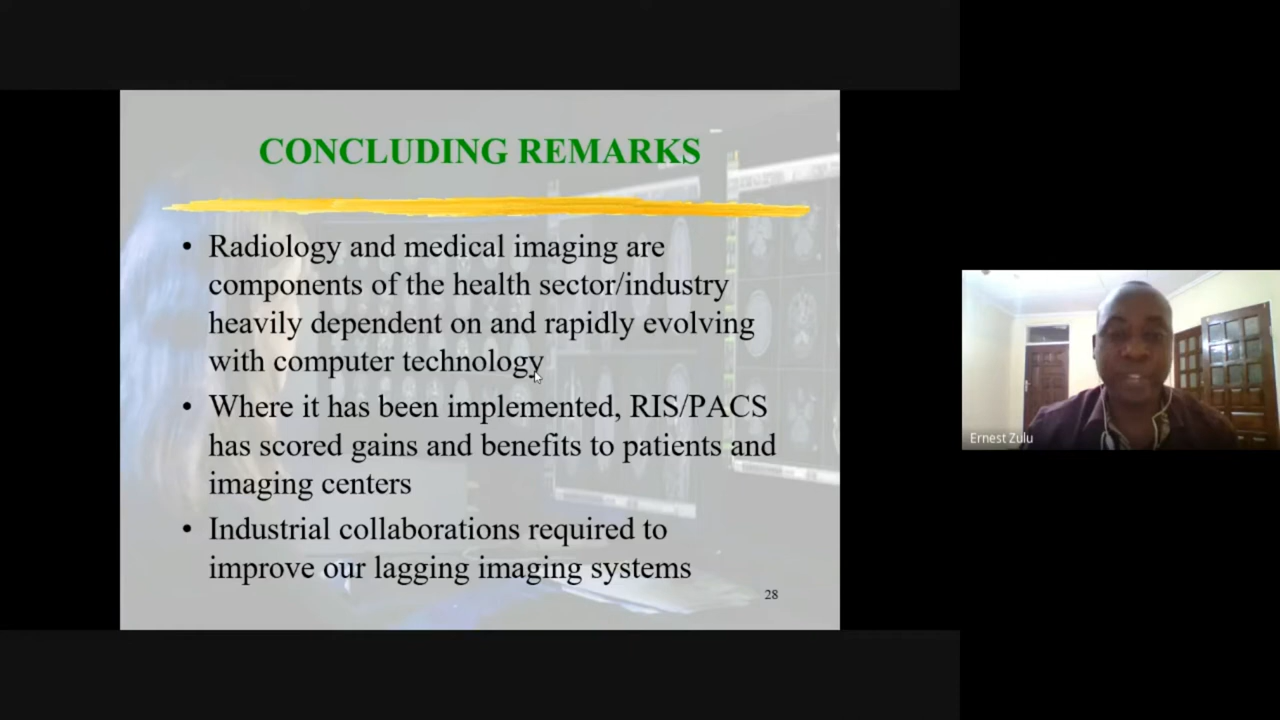 CONCLUDING REMARKS
• Radiology and medical imaging are
components of the health sector/industry
heavily dependent on and rapidly evolving
with computer technology
• Where it has been implemented, RIS/PACS
has scored gains and benefits to patients and
imaging centers
• Industrial collaborations required to
improve our lagging imaging systems
28
Ernest Zulu